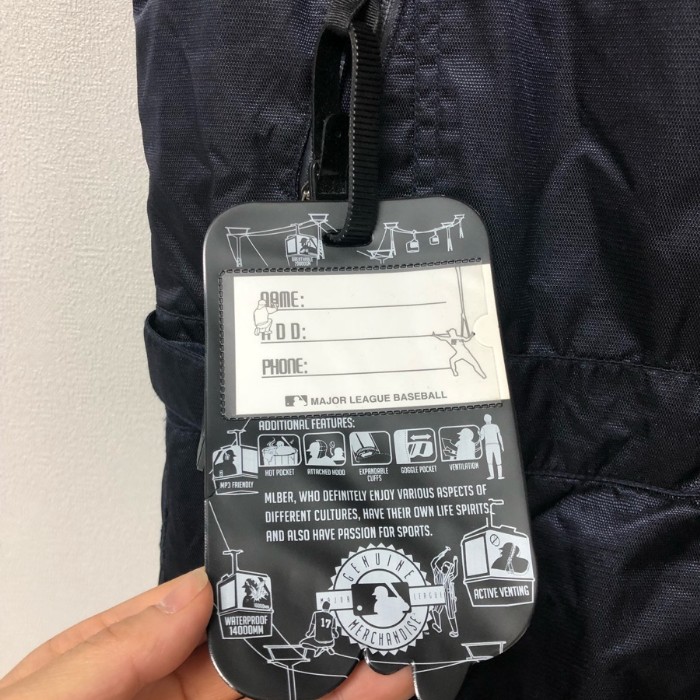 NAME:
ADD:
PHONE:
MAJOR LEAGUE BASEBALL
ADDITIONAL FEATURES:
HOT POCKET
ATTACHED HOOD
EXPANDABLE
CUFFS
GOGGLE POCKET
VENTILATION
MP3 FRIENDLY
MLBER, WHO DEFINITELY ENJOY VARIOUS ASPECTS OF
DIFFERENT CULTURES, HAVE THEIR OWN LIFE SPIRITS
AND ALSO HAVE PASSION FOR SPORTS.
GENUINE
MAJOR LEAGUE
MERCHANDISE
ACTIVE VENTING
WATERPROOF
14000MM
17